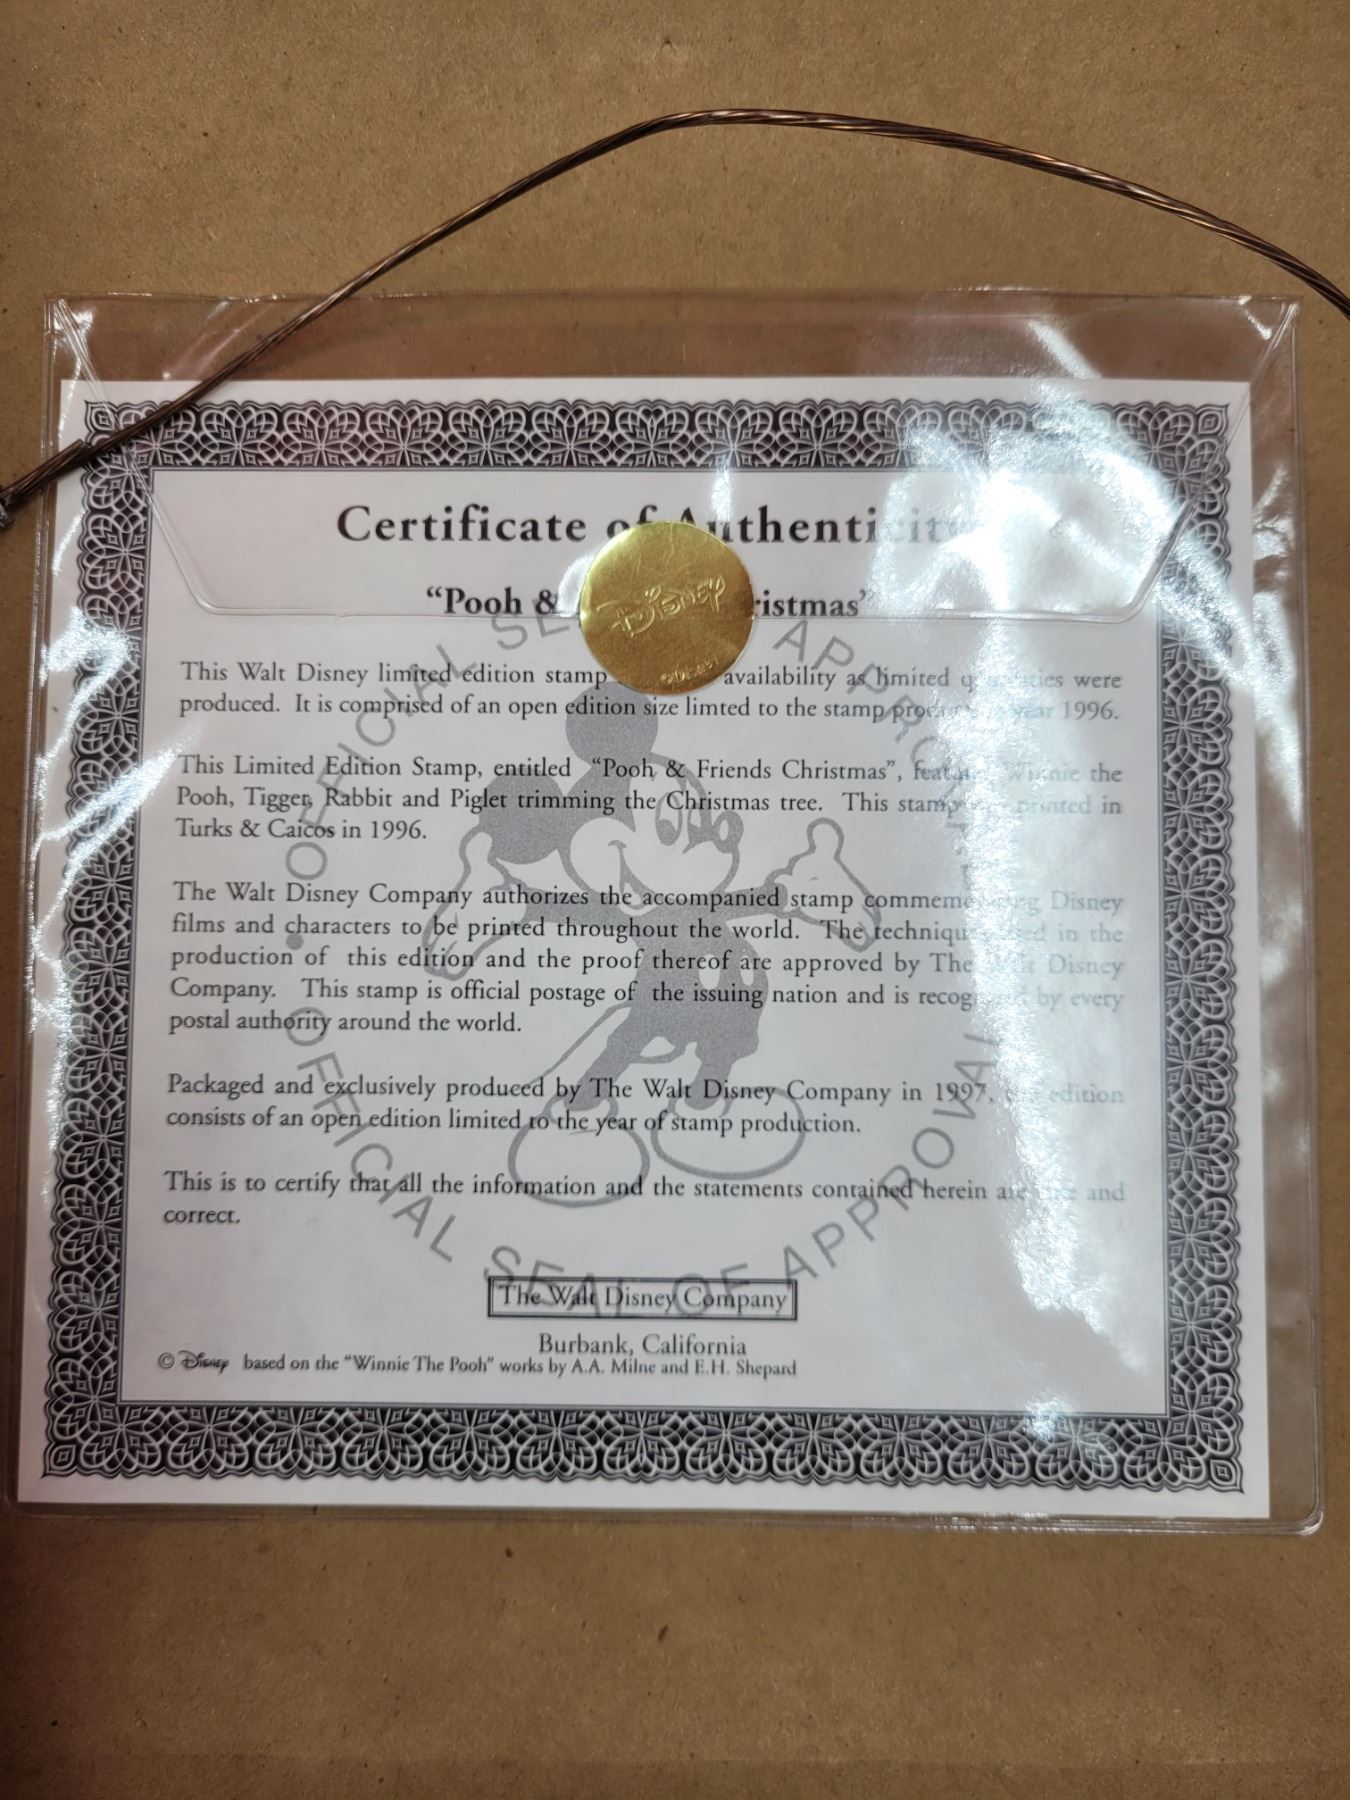 Certificate of Authenticity
"Pooh & ristmas"
This Walt Disney limited edition stamp availability as limited were
produced. It is comprised of an open edition size limted to the stamp year 1996.
This Limited Edition Stamp, entitled "Pooh & Friends Christmas", Winnie the
Pooh, Tigger, Rabbit and Piglet trimming the Christmas tree. This stamp printed in
Turks & Caicos in 1996.
The Walt Disney Company authorizes the accompanied stamp Disney
films and characters to be printed throughout the world. The in the
production of this edition and the proof thereof are approved by The Walt Disney
Company. This stamp is official postage of the issuing nation and is by every
postal authority around the world.
Packaged and exclusively produced by The Walt Disney Company in 1997, edition
consists of an open edition limited to the year of stamp production.
This is to certify that all the information and the statements contained herein are and
correct.
The Walt Disney Company
Burbank, California
© Disney based on the "Winnie The Pooh" works by A.A. Milne and E.H. Shepard
Disney
©Disney
OFFICIAL SEAL OF APPROVAL